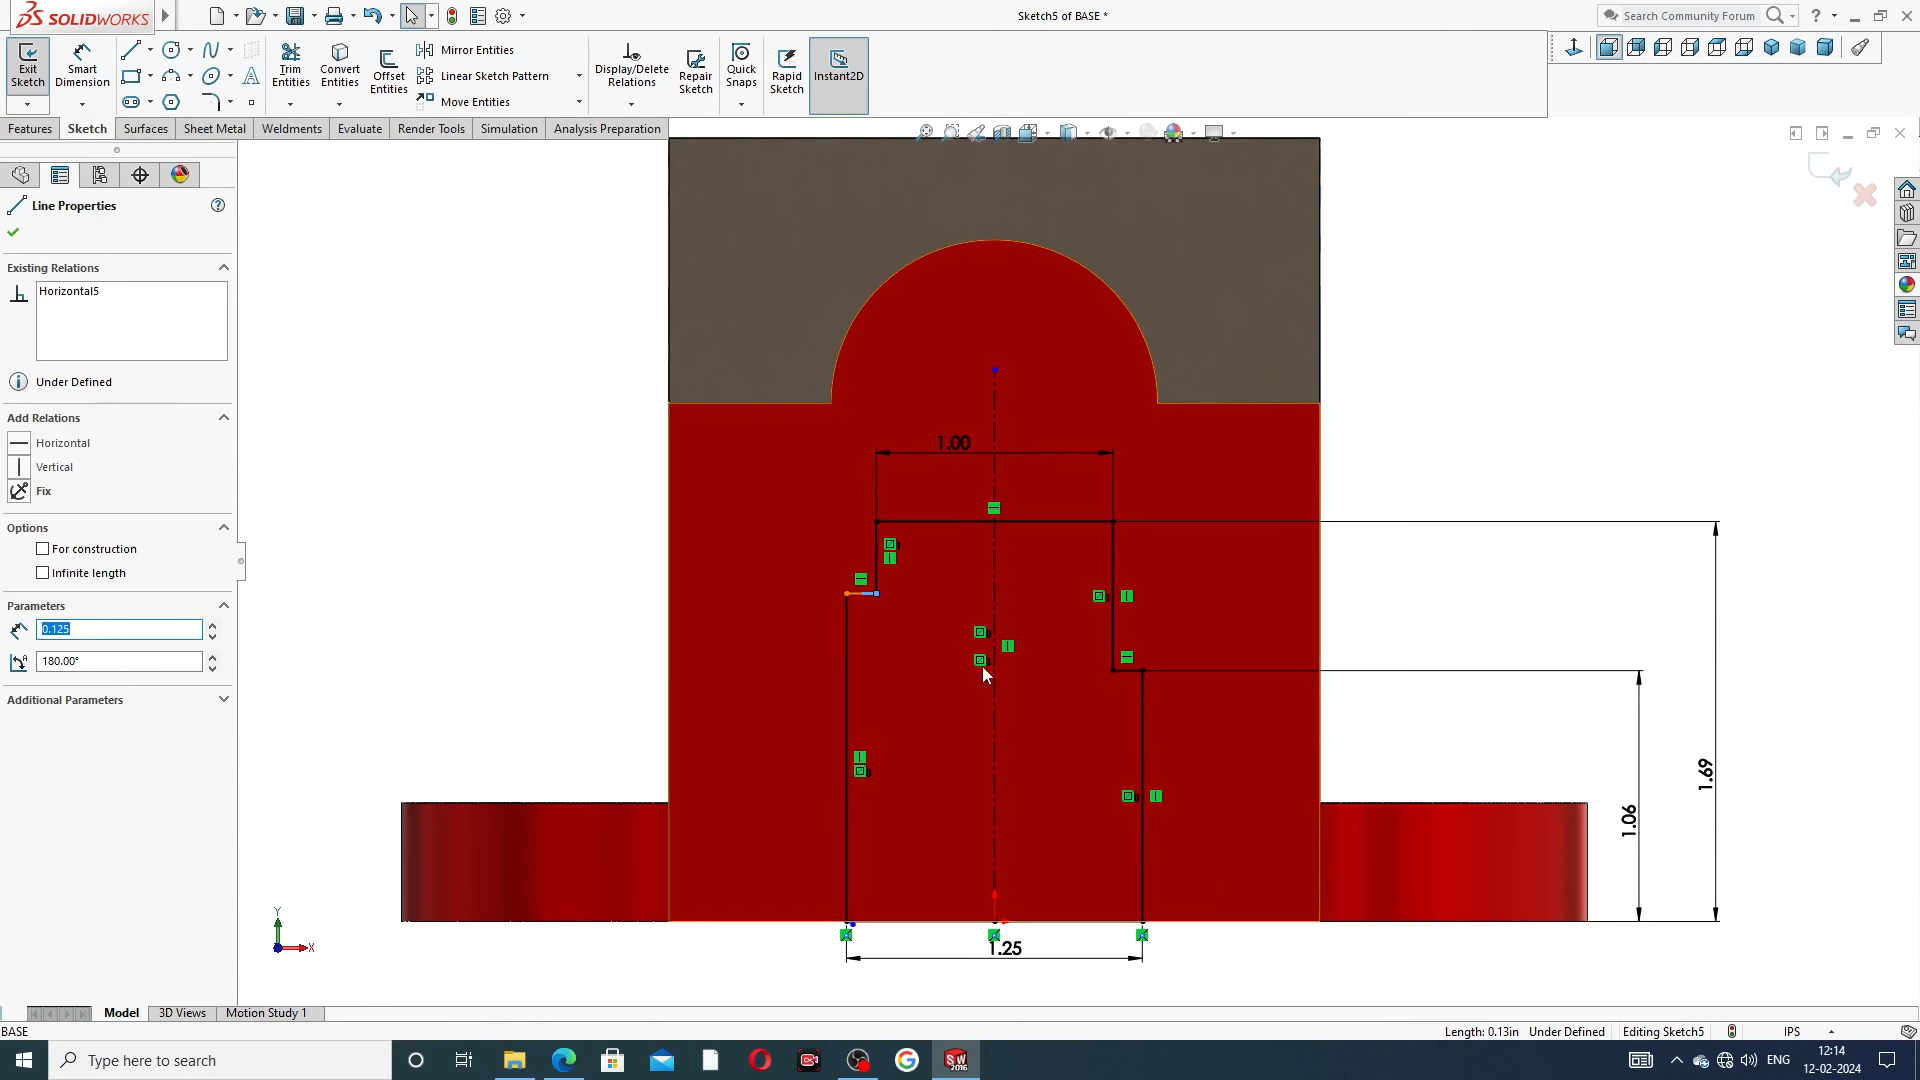 SOLIDWORKS
Sketch5 of BASE *
Search Community Forum
Exit Sketch
Smart Dimension
Trim Entities
Convert Entities
Offset Entities
Mirror Entities
Linear Sketch Pattern
Move Entities
Display/Delete Relations
Repair Sketch
Quick Snaps
Rapid Sketch
Instant2D
Features
Sketch
Surfaces
Sheet Metal
Weldments
Evaluate
Render Tools
Simulation
Analysis Preparation
Line Properties
Existing Relations
Horizontal5
Under Defined
Add Relations
Horizontal
Vertical
Fix
Options
For construction
Infinite length
Parameters
0.125
180.00°
Additional Parameters
1.00
1.69
1.06
1.25
Y
X
Model
3D Views
Motion Study 1
BASE
Length: 0.13in
Under Defined
Editing Sketch5
IPS
Type here to search
SW
2016
ENG
12:14
12-02-2024